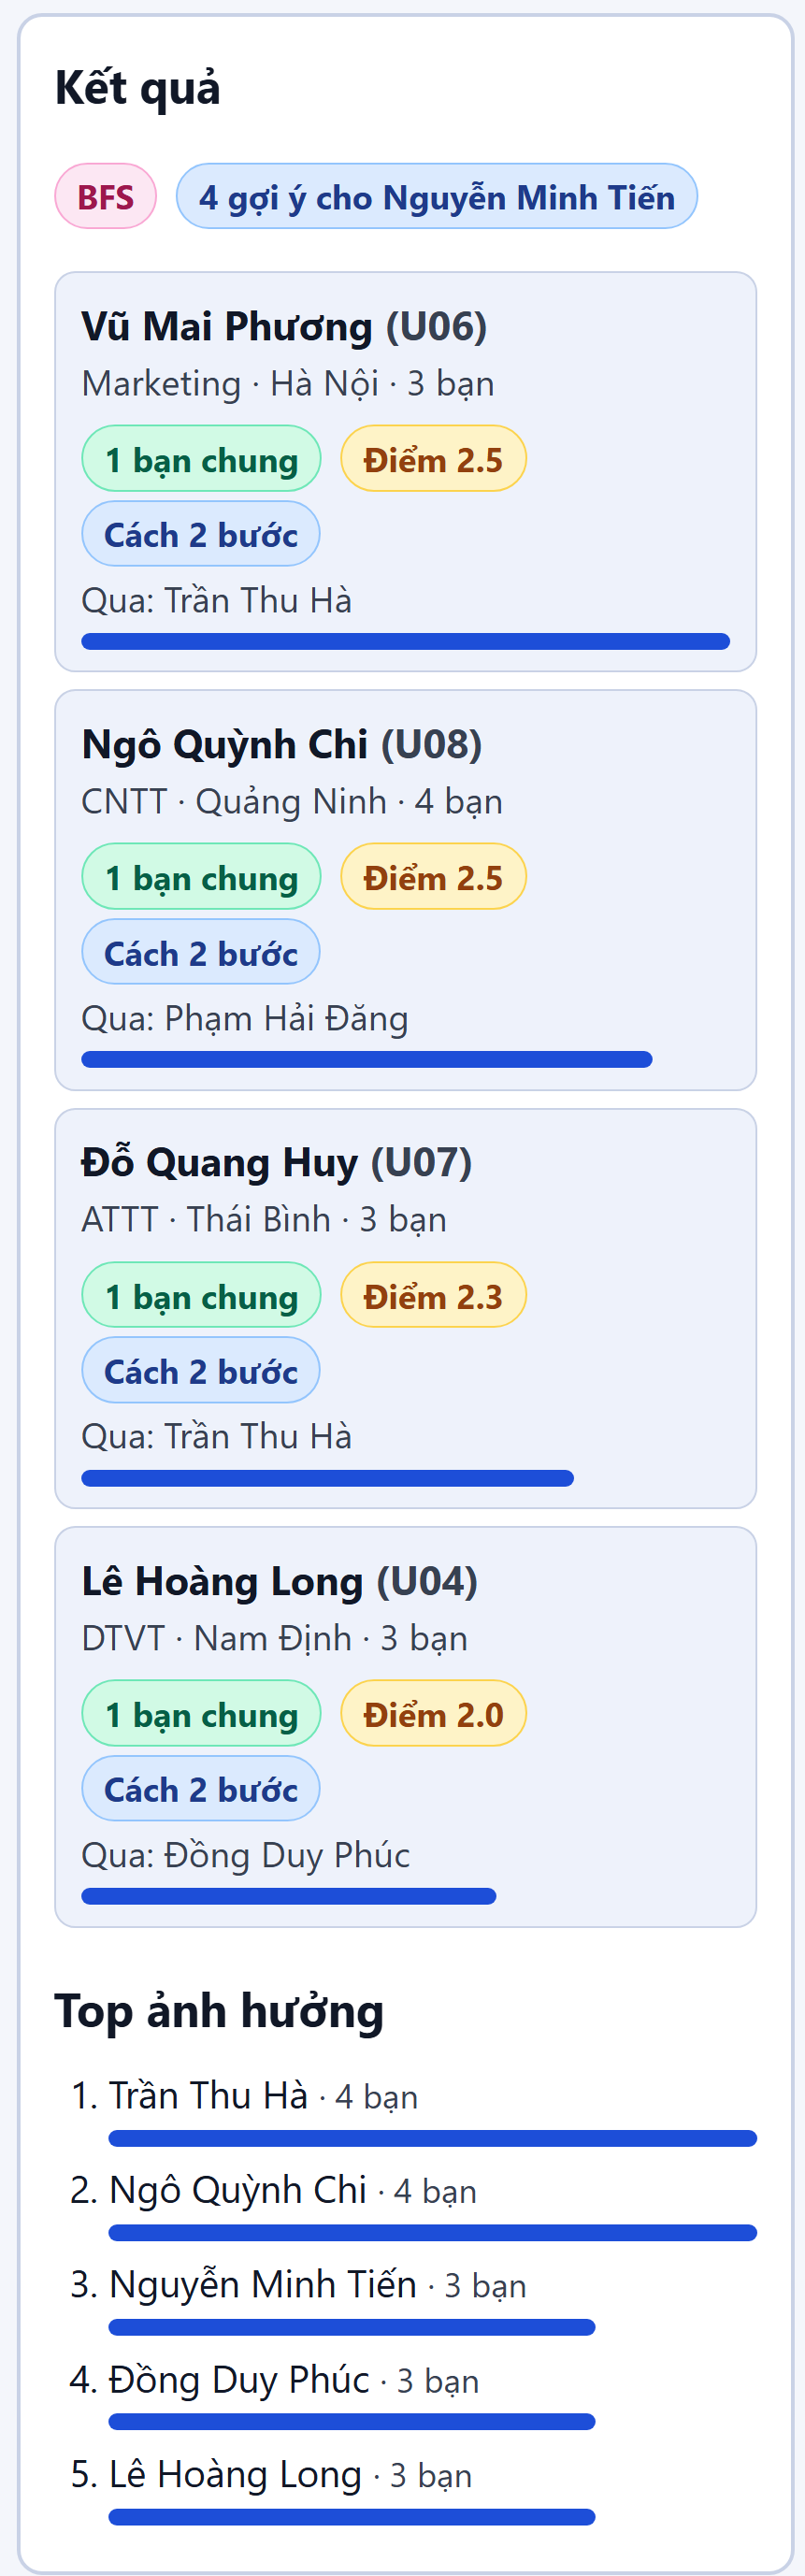 Kết quả
BFS
4 gợi ý cho Nguyễn Minh Tiến
Vũ Mai Phương (U06)
Marketing · Hà Nội · 3 bạn
1 bạn chung
Điểm 2.5
Cách 2 bước
Qua: Trần Thu Hà
Ngô Quỳnh Chi (U08)
CNTT · Quảng Ninh · 4 bạn
1 bạn chung
Điểm 2.5
Cách 2 bước
Qua: Phạm Hải Đăng
Đỗ Quang Huy (U07)
ATTT · Thái Bình · 3 bạn
1 bạn chung
Điểm 2.3
Cách 2 bước
Qua: Trần Thu Hà
Lê Hoàng Long (U04)
DTVT · Nam Định · 3 bạn
1 bạn chung
Điểm 2.0
Cách 2 bước
Qua: Đồng Duy Phúc
Top ảnh hưởng
1. Trần Thu Hà · 4 bạn
2. Ngô Quỳnh Chi · 4 bạn
3. Nguyễn Minh Tiến · 3 bạn
4. Đồng Duy Phúc · 3 bạn
5. Lê Hoàng Long · 3 bạn